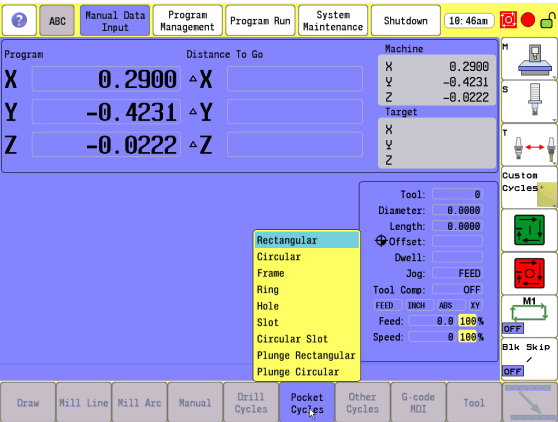 ?
ABC
Manual Data
Input
Program
Management
Program Run
System
Maintenance
Shutdown
10:46am
Program
Distance To Go
X 0.2900 ΔX
Y -0.4231 ΔY
Z -0.0222 ΔZ
Machine
X 0.2900
Y -0.4231
Z -0.0222
Target
X
Y
Z
M
S
T
Custom
Cycles+
I
M1
OFF
Blk Skip
/
OFF
Tool: 0
Diameter: 0.0000
Length: 0.0000
Offset:
Dwell:
Jog: FEED
Tool Comp: OFF
FEED INCH ABS XY
Feed: 0.0 100%
Speed: 0 100%
Rectangular
Circular
Frame
Ring
Hole
Slot
Circular Slot
Plunge Rectangular
Plunge Circular
Draw
Mill Line
Mill Arc
Manual
Drill
Cycles
Pocket
Cycles
Other
Cycles
G-code
MDI
Tool